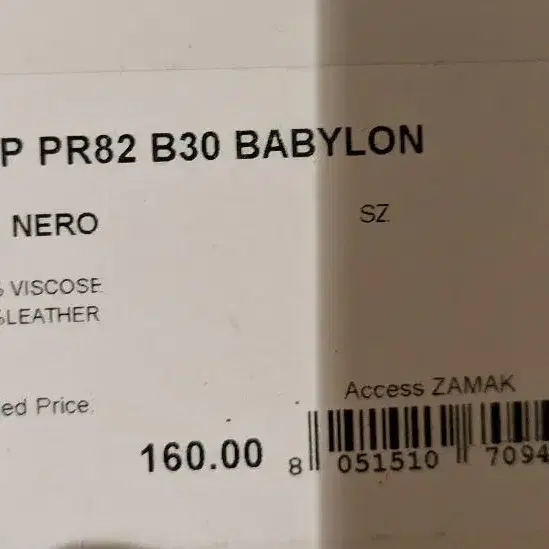 P PR82 B30 BABYLON
NERO SZ
% VISCOSE
%LEATHER
ed Price.
Access ZAMAK
160.00
8 051510 7094